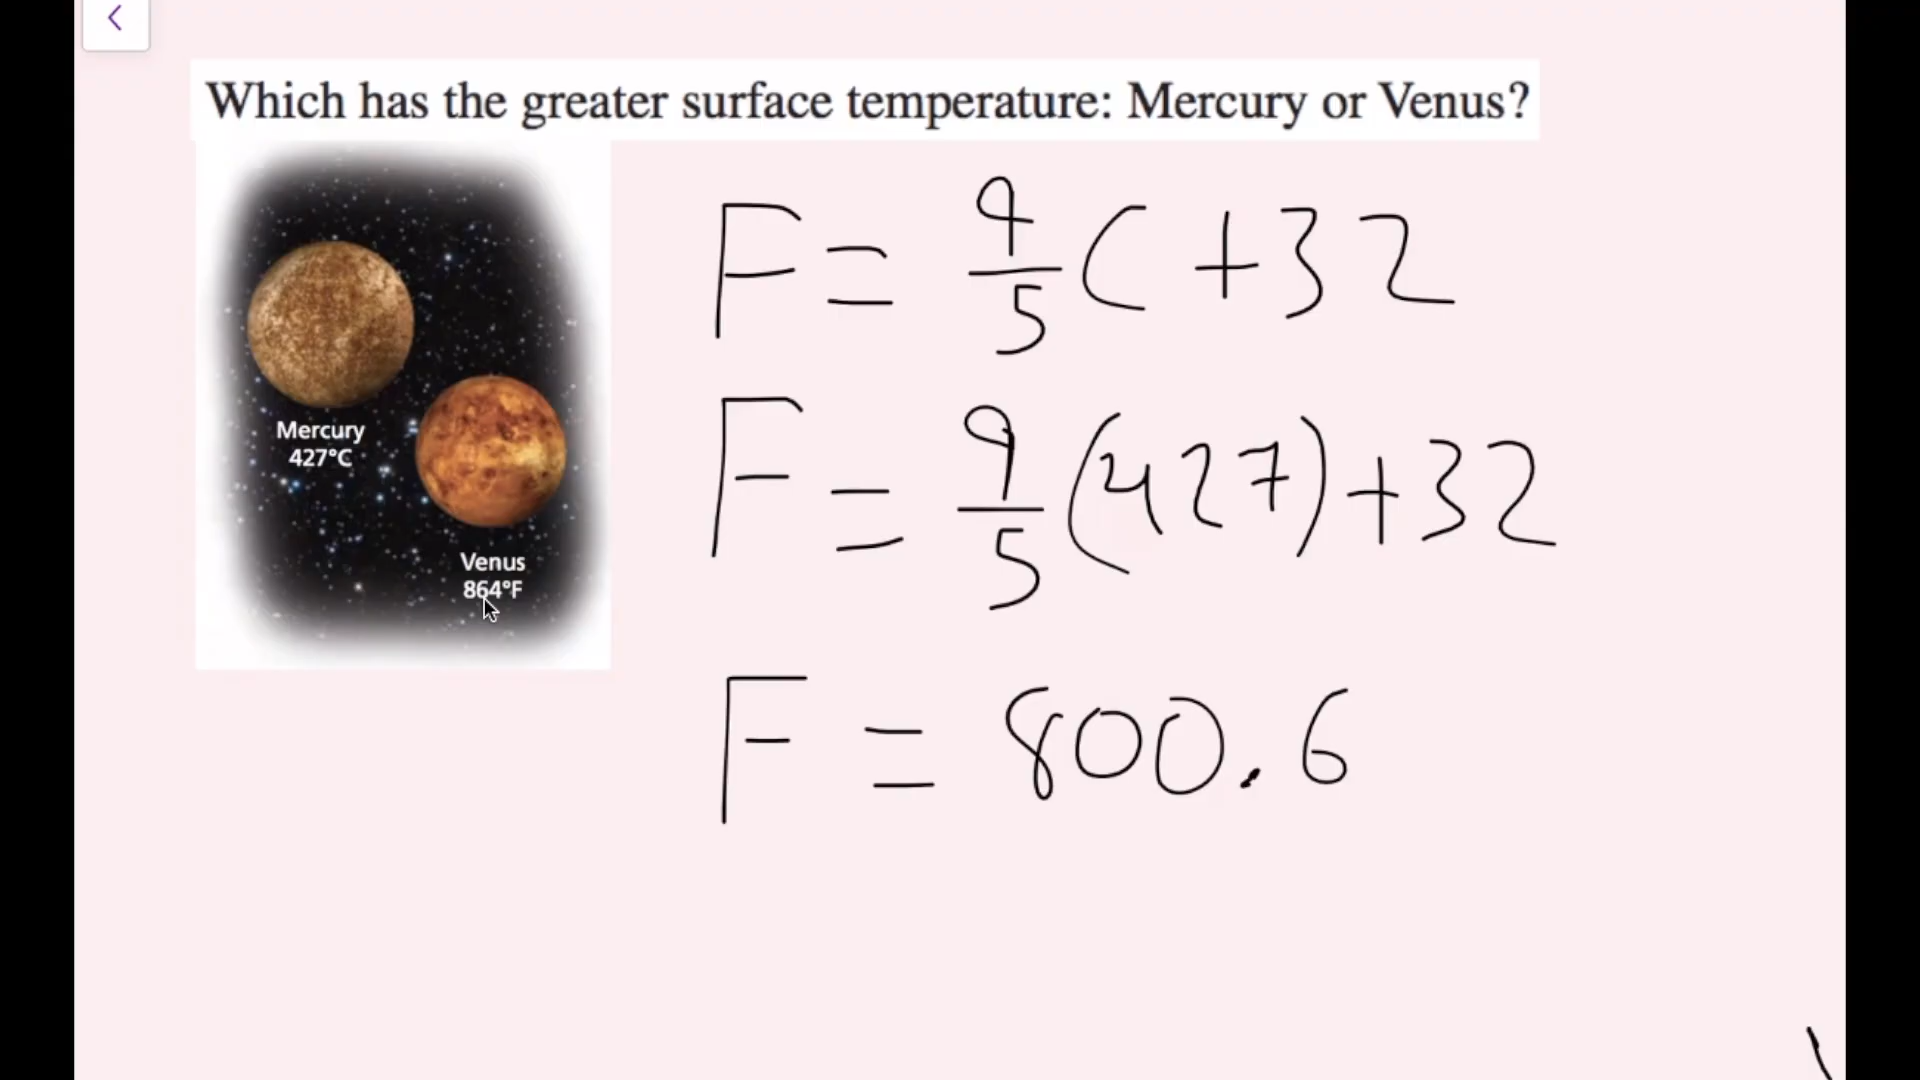 Which has the greater surface temperature: Mercury or Venus?
F = 9/5 C + 32
Mercury
427°C
F = 9/5 (427) + 32
Venus
864°F
F = 800.6